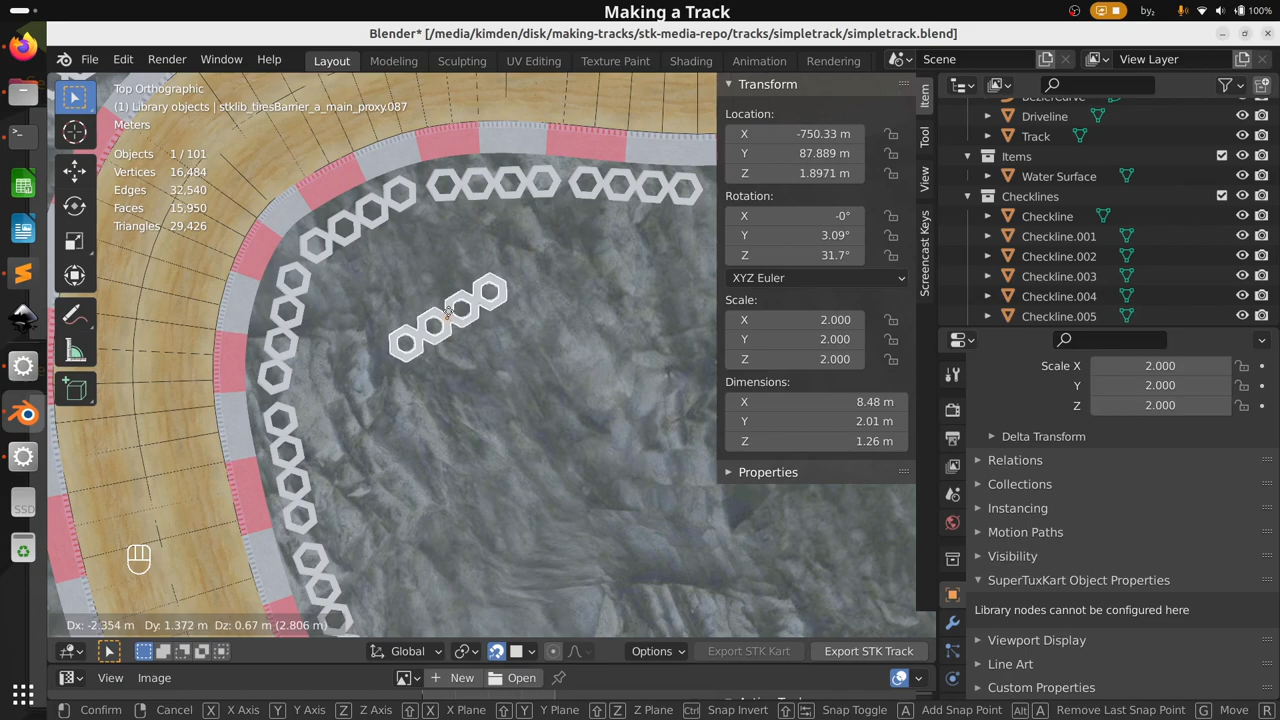 Making a Track
by₂
100%
Blender* [/media/kimden/disk/making-tracks/stk-media-repo/tracks/simpletrack/simpletrack.blend]
File Edit Render Window Help
Layout Modeling Sculpting UV Editing Texture Paint Shading Animation Rendering
Scene
View Layer
Top Orthographic
(1) Library objects | stklib_tiresBarrier_a_main_proxy.087
Meters
Objects 1 / 101
Vertices 16,484
Edges 32,540
Faces 15,950
Triangles 29,426
Transform
Location:
X -750.33 m
Y 87.889 m
Z 1.8971 m
Rotation:
X -0°
Y 3.09°
Z 31.7°
XYZ Euler
Scale:
X 2.000
Y 2.000
Z 2.000
Dimensions:
X 8.48 m
Y 2.01 m
Z 1.26 m
Properties
Item
Tool
View
Screencast Keys
BezierCurve
Driveline
Track
Items
Water Surface
Checklines
Checkline
Checkline.001
Checkline.002
Checkline.003
Checkline.004
Checkline.005
Scale X 2.000
Y 2.000
Z 2.000
Delta Transform
Relations
Collections
Instancing
Motion Paths
Visibility
SuperTuxKart Object Properties
Library nodes cannot be configured here
Viewport Display
Line Art
Custom Properties
SSD
Dx: -2.354 m Dy: 1.372 m Dz: 0.67 m (2.806 m)
Global
Options
Export STK Kart
Export STK Track
View Image
New
Open
Confirm Cancel X X Axis Y Y Axis Z Z Axis X X Plane Y Y Plane Z Z Plane Ctrl Snap Invert Snap Toggle A Add Snap Point Alt A Remove Last Snap Point G Move R